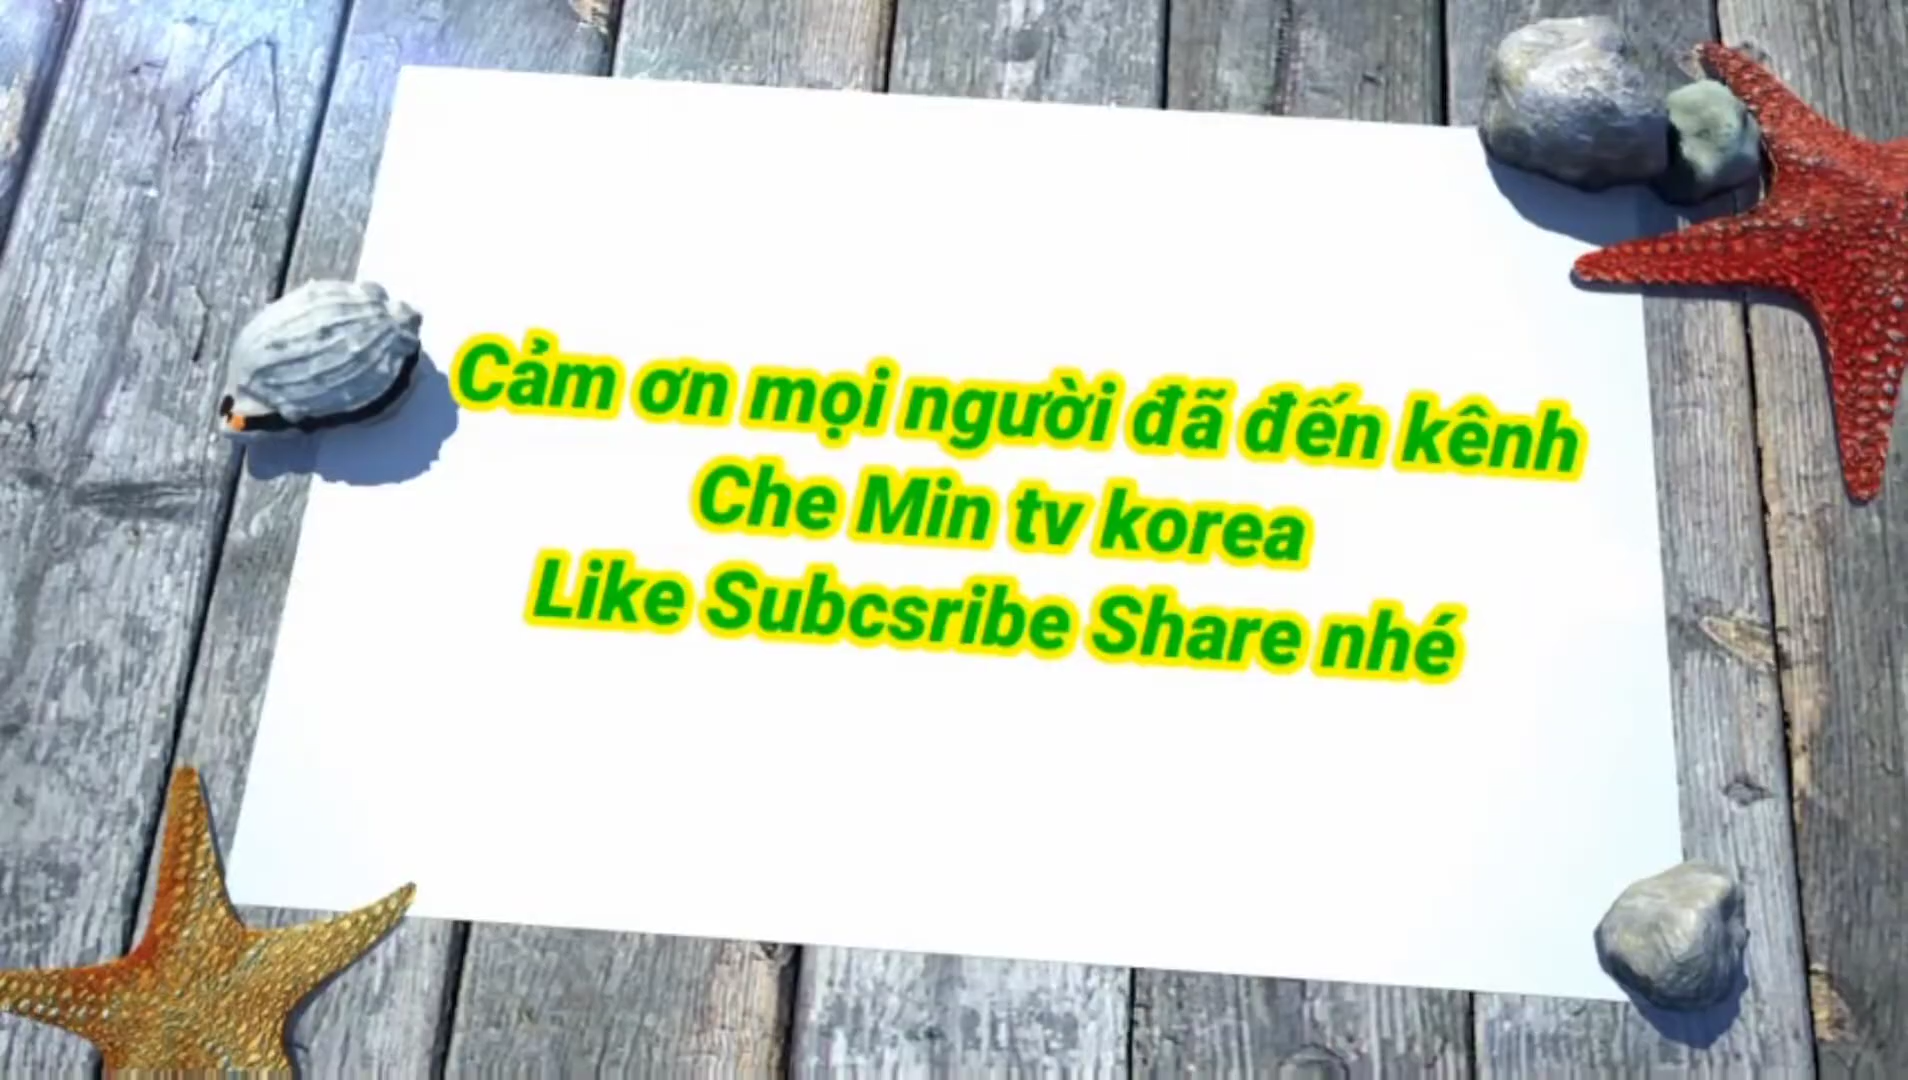 Cảm ơn mọi người đã đến kênh
Che Min tv korea
Like Subcsribe Share nhé